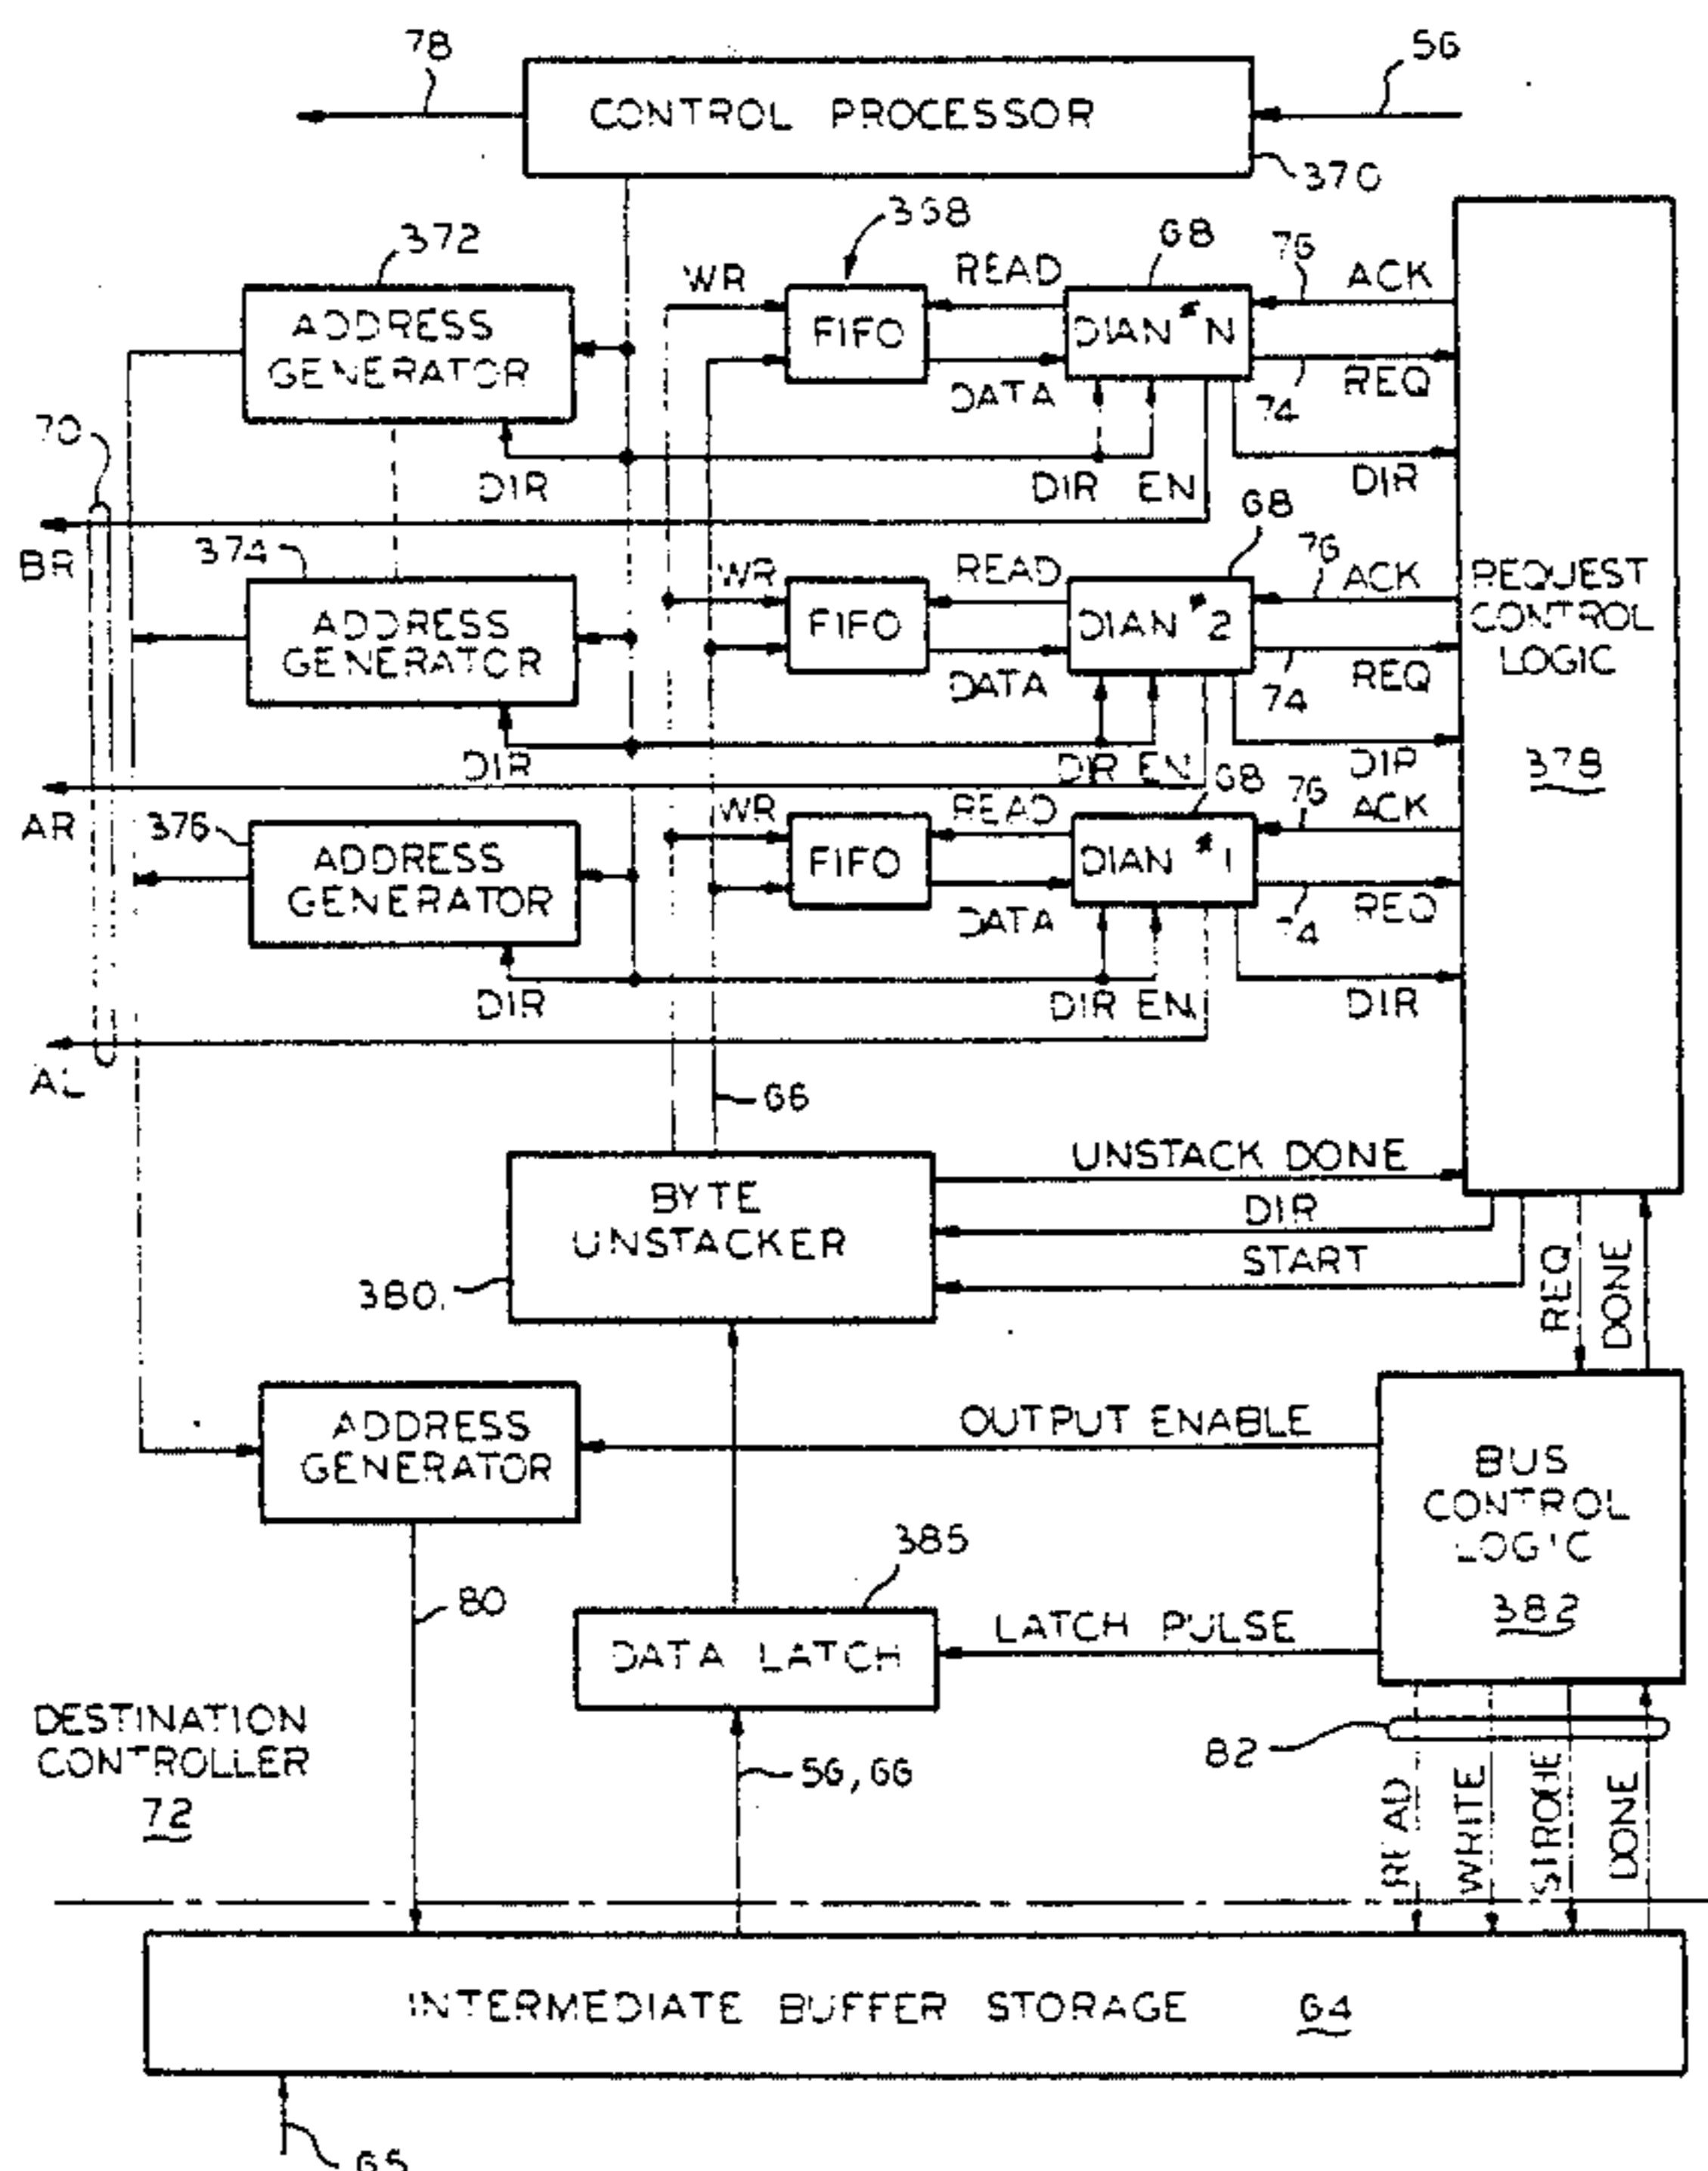 78
56
CONTROL PROCESSOR
370
372
368
68
76
ACK
WR
READ
ADDRESS
GENERATOR
FIFO
DIAN #N
DATA
74
REQ
70
DIR
DIR
EN
DIR
BR
374
68
76
ACK
WR
READ
ADDRESS
GENERATOR
FIFO
DIAN #2
REQUEST
CONTROL
LOGIC
378
DATA
74
REQ
DIR
DIR
EN
DIR
AR
376
68
76
ACK
WR
READ
ADDRESS
GENERATOR
FIFO
DIAN #1
DATA
74
REQ
DIR
DIR
EN
DIR
AL
66
BYTE
UNSTACKER
380
UNSTACK DONE
DIR
START
REQ
DONE
ADDRESS
GENERATOR
OUTPUT ENABLE
BUS
CONTROL
LOGIC
382
385
80
DATA LATCH
LATCH PULSE
DESTINATION
CONTROLLER
72
56, 66
82
READ
WRITE
STROBE
DONE
INTERMEDIATE BUFFER STORAGE 64
65